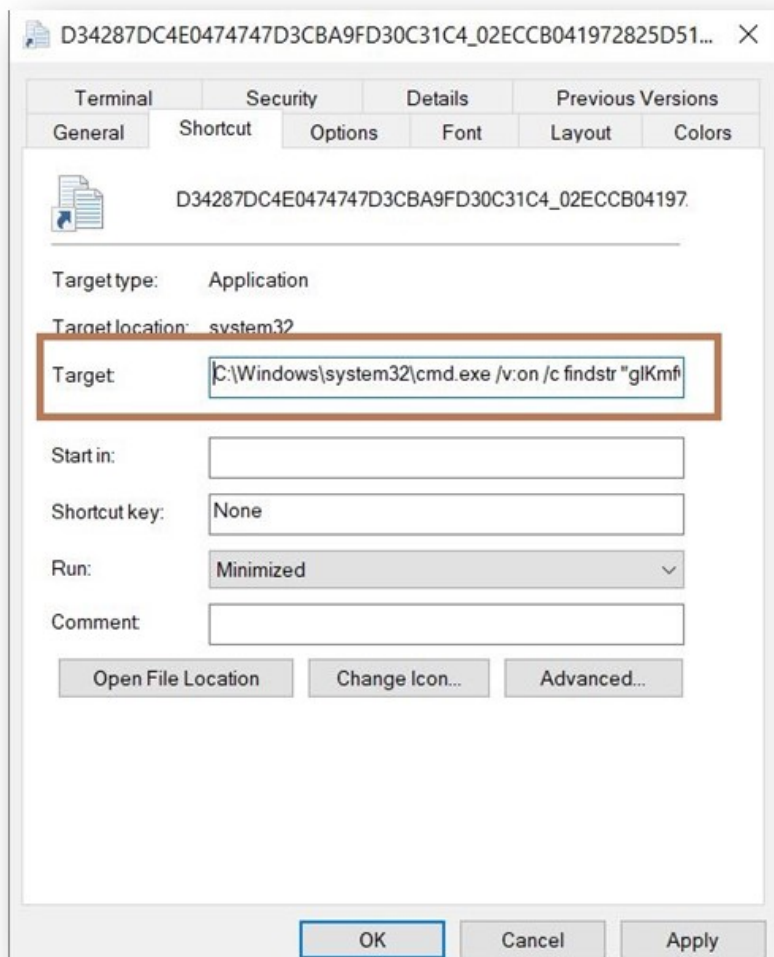 D34287DC4E0474747D3CBA9FD30C31C4_02ECCB041972825D51...
Terminal Security Details Previous Versions
General Shortcut Options Font Layout Colors
D34287DC4E0474747D3CBA9FD30C31C4_02ECCB04197
Target type: Application
Target location: system32
Target: C:\Windows\system32\cmd.exe /v:on /c findstr "glKmf
Start in:
Shortcut key: None
Run: Minimized
Comment:
Open File Location Change Icon... Advanced...
OK Cancel Apply